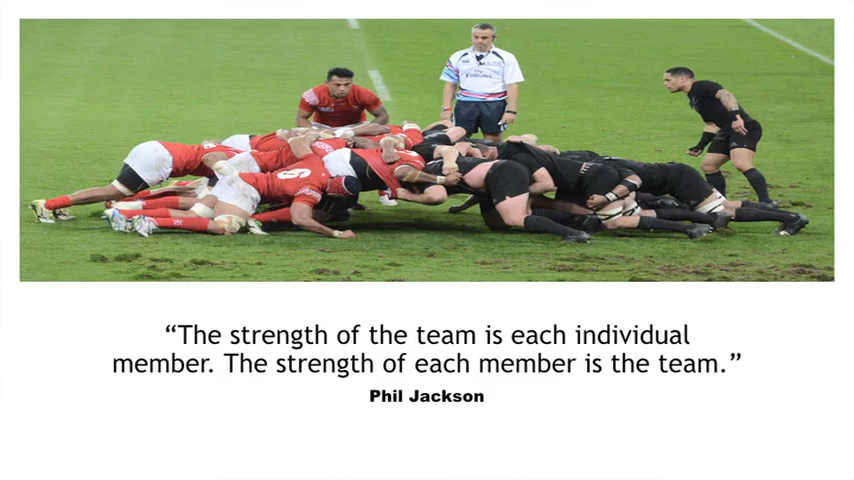 6
“The strength of the team is each individual
member. The strength of each member is the team.”
Phil Jackson